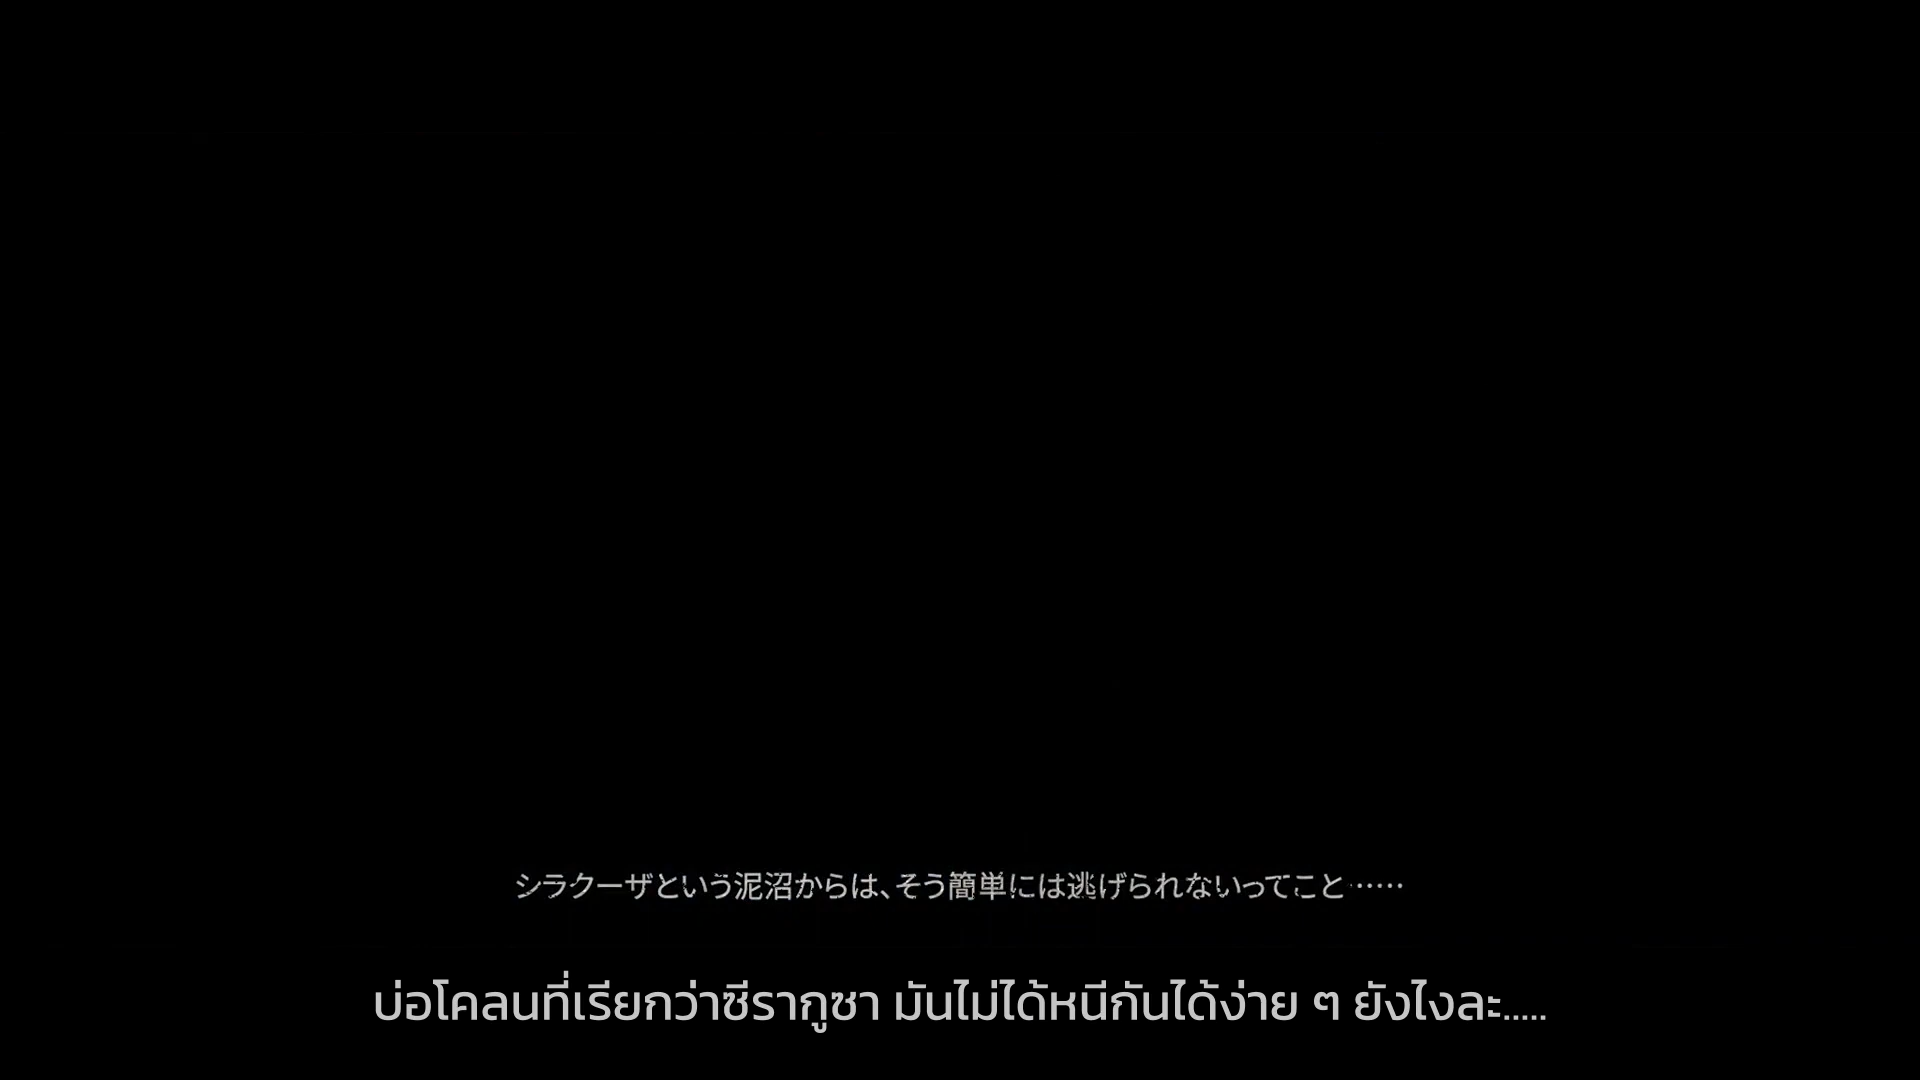 シラクーザという泥沼からは、そう簡単には逃げられないってこと……
บ่อโคลนที่เรียกว่าซีรากูซา มันไม่ได้หนีกันได้ง่าย ๆ ยังไงละ.....